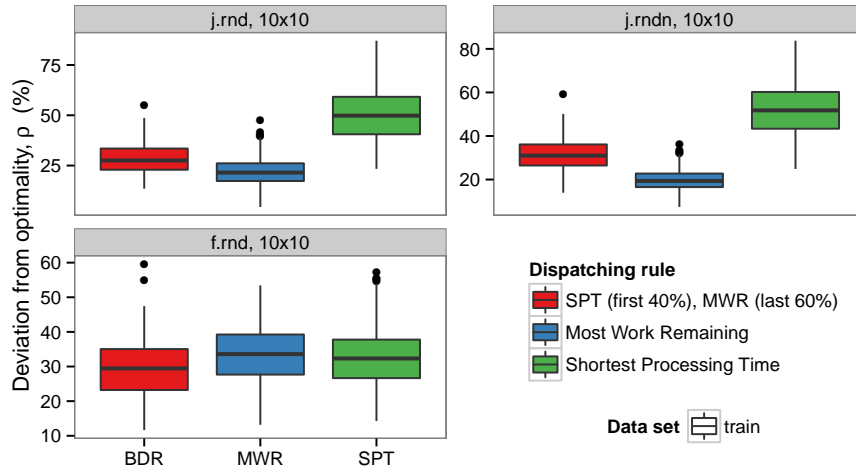 j.rnd, 10x10
j.rndn, 10x10
Deviation from optimality, ρ (%)
75
50
25
80
60
40
20
f.rnd, 10x10
60
50
40
30
20
10
BDR MWR SPT
Dispatching rule
SPT (first 40%), MWR (last 60%)
Most Work Remaining
Shortest Processing Time
Data set train